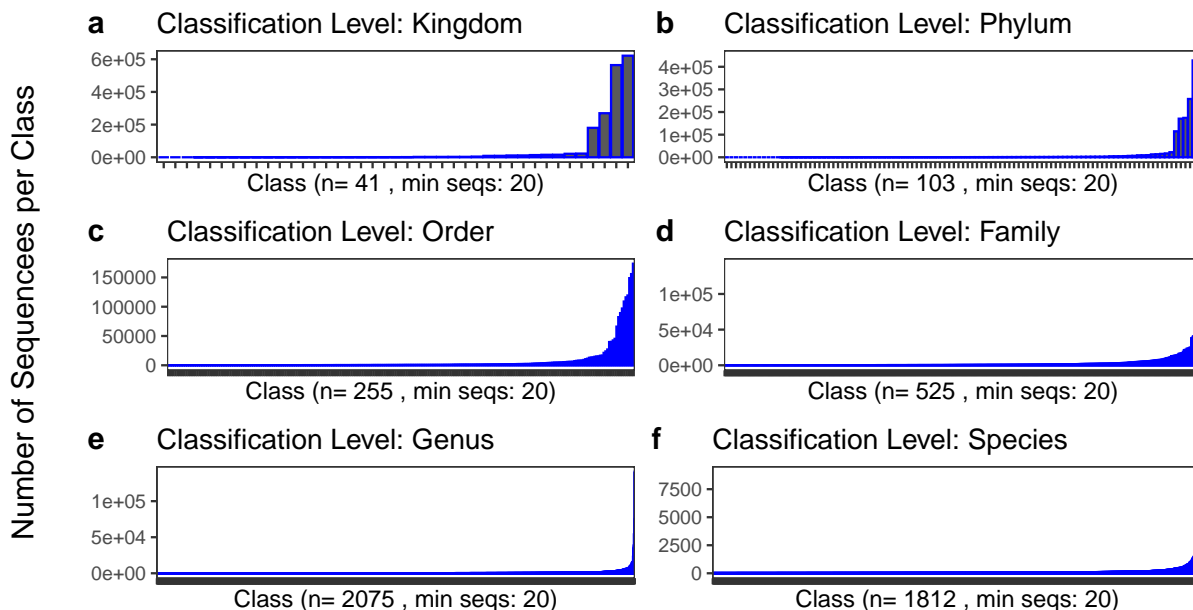 Number of Sequencees per Class
a Classification Level: Kingdom
6e+05
4e+05
2e+05
0e+00
Class (n= 41 , min seqs: 20)
b Classification Level: Phylum
4e+05
3e+05
2e+05
1e+05
0e+00
Class (n= 103 , min seqs: 20)
c Classification Level: Order
150000
100000
50000
0
Class (n= 255 , min seqs: 20)
d Classification Level: Family
1e+05
5e+04
0e+00
Class (n= 525 , min seqs: 20)
e Classification Level: Genus
1e+05
5e+04
0e+00
Class (n= 2075 , min seqs: 20)
f Classification Level: Species
7500
5000
2500
0
Class (n= 1812 , min seqs: 20)